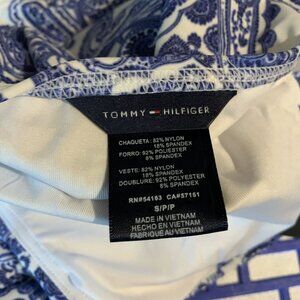 TOMMY HILFIGER
CHAQUETA: 82% NYLON
18% SPANDEX
FORRO: 92% POLYESTER
8% SPANDEX
VESTE: 82% NYLON
18% SPANDEX
DOUBLURE: 92% POLYESTER
8% SPANDEX
RN#54163 CA#57151
S/P/P
MADE IN VIETNAM
HECHO EN VIETNAM
FABRIQUÉ AU VIETNAM